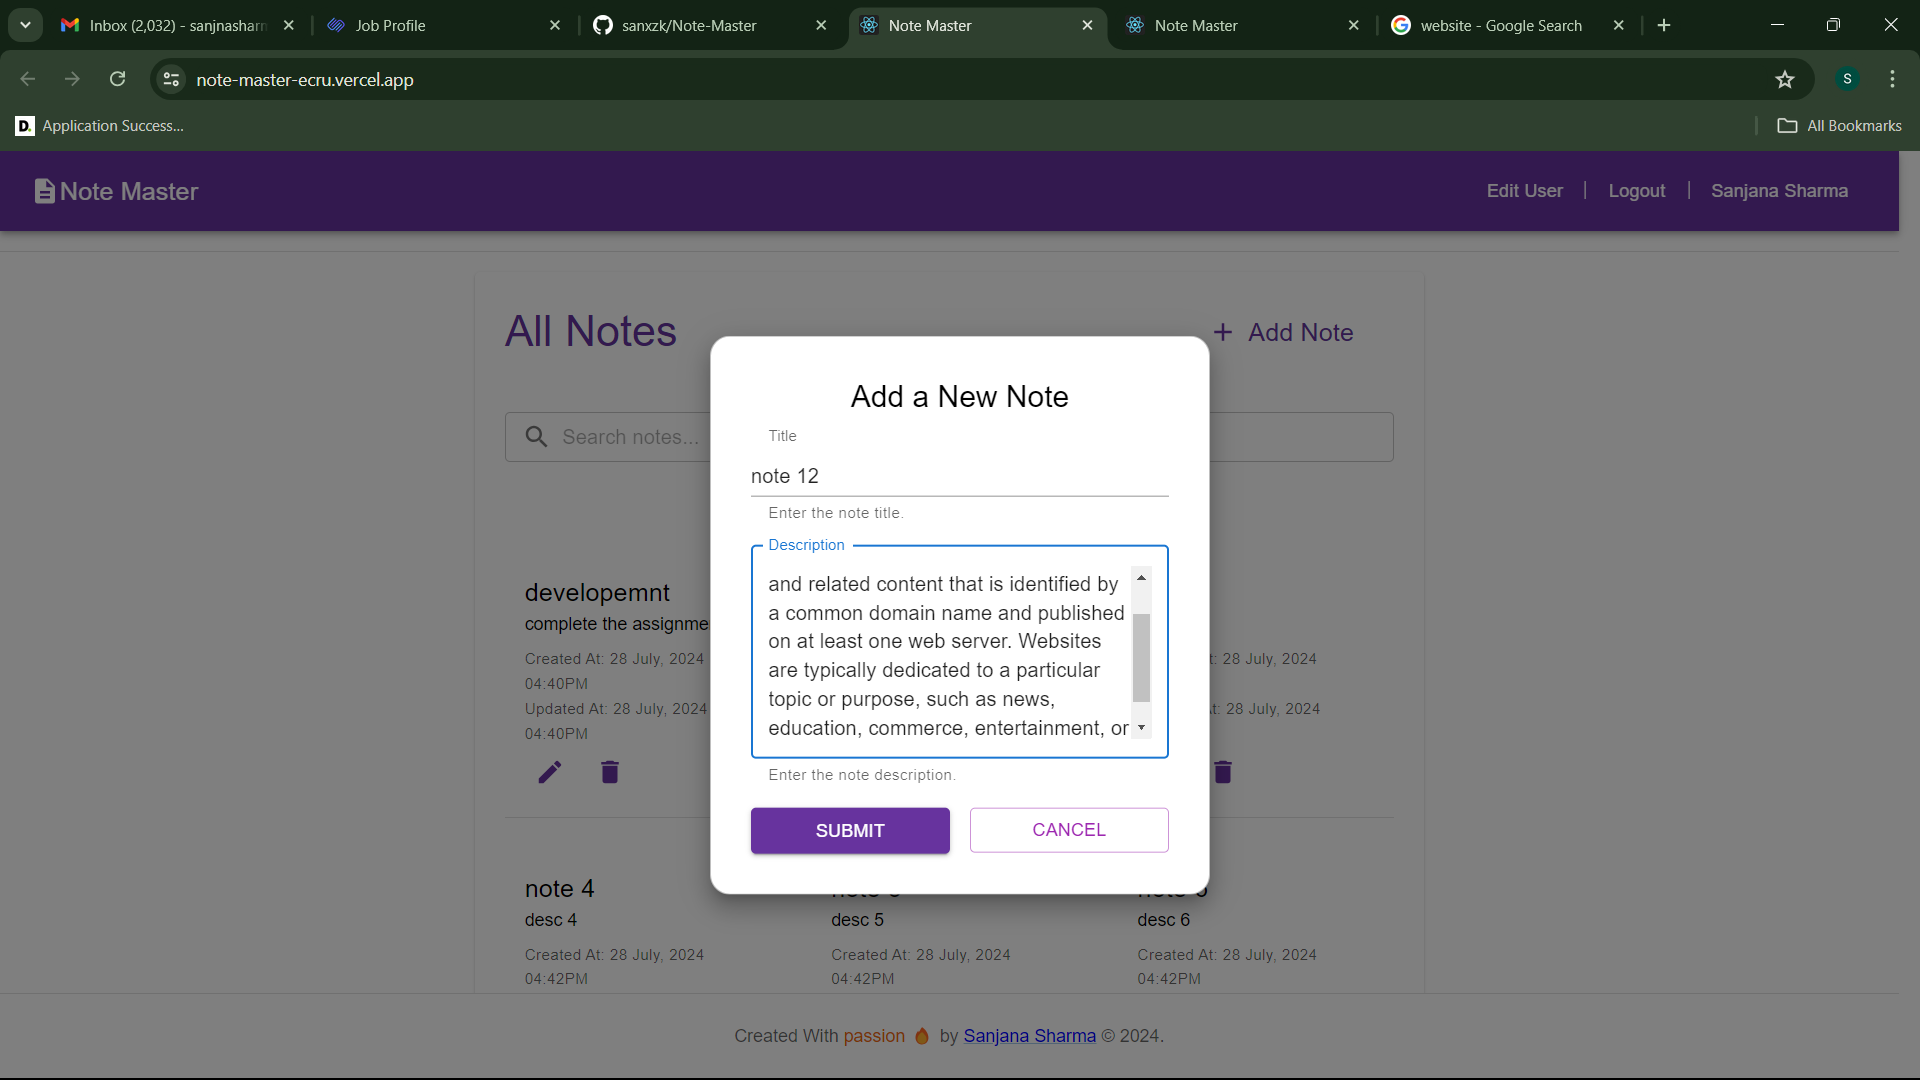 Inbox (2,032) - sanjnasharn
Job Profile
sanxzk/Note-Master
Note Master
Note Master
website - Google Search
note-master-ecru.vercel.app
S
D. Application Success...
All Bookmarks
Note Master
Edit User | Logout | Sanjana Sharma
All Notes
+ Add Note
Search notes...
Add a New Note
Title
note 12
Enter the note title.
Description
and related content that is identified by
a common domain name and published
on at least one web server. Websites
are typically dedicated to a particular
topic or purpose, such as news,
education, commerce, entertainment, or
Enter the note description.
SUBMIT
CANCEL
developemnt
complete the assignme
Created At: 28 July, 2024
04:40PM
Updated At: 28 July, 2024
04:40PM
t: 28 July, 2024
t: 28 July, 2024
note 4
desc 4
Created At: 28 July, 2024
04:42PM
desc 5
Created At: 28 July, 2024
04:42PM
desc 6
Created At: 28 July, 2024
04:42PM
Created With passion 🔥 by Sanjana Sharma © 2024.